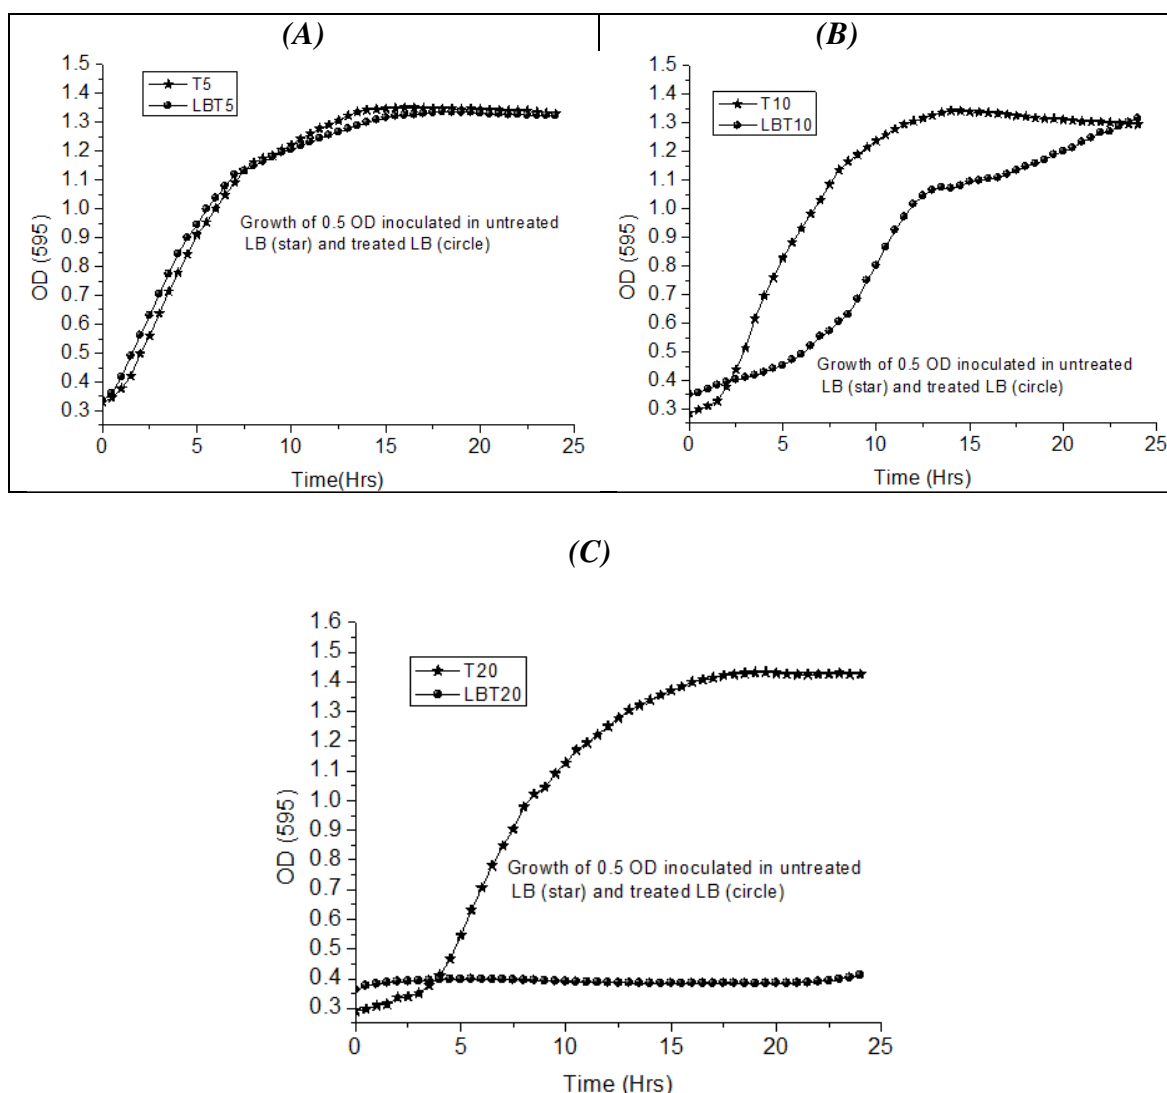 (A)
(B)
1.5
1.4
1.3
1.2
1.1
1.0
0.9
0.8
0.7
0.6
0.5
0.4
0.3
OD (595)
T5
LBT5
Growth of 0.5 OD inoculated in untreated
LB (star) and treated LB (circle)
0 5 10 15 20 25
Time(Hrs)
1.5
1.4
1.3
1.2
1.1
1.0
0.9
0.8
0.7
0.6
0.5
0.4
0.3
OD (595)
T10
LBT10
Growth of 0.5 OD inoculated in untreated
LB (star) and treated LB (circle)
0 5 10 15 20 25
Time (Hrs)
(C)
1.6
1.5
1.4
1.3
1.2
1.1
1.0
0.9
0.8
0.7
0.6
0.5
0.4
0.3
OD (595)
T20
LBT20
Growth of 0.5 OD inoculated in untreated
LB (star) and treated LB (circle)
0 5 10 15 20 25
Time (Hrs)